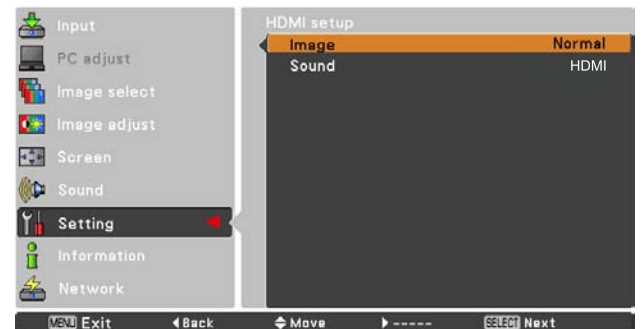 Input
PC adjust
Image select
Image adjust
Screen
Sound
Setting
Information
Network
HDMI setup
Image Normal
Sound HDMI
MENU Exit ◀Back Move ▶----- SELECT Next